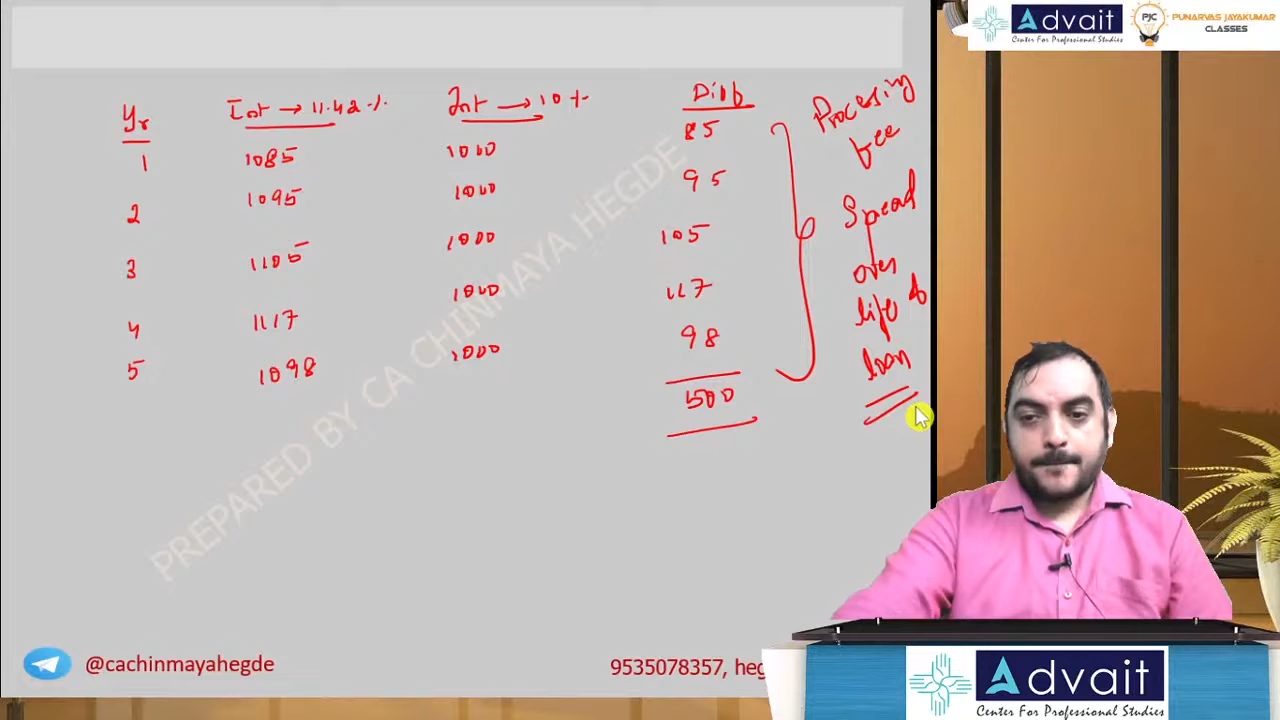 Advait
Center For Professional Studies
PJC
PUNARVAS JAYAKUMAR
CLASSES
Yr Int → 11.42 % Int → 10 % Diff
1 1085 1000 85
2 1095 1000 95
3 1105 1000 105
4 1117 1000 117
5 1098 1000 98
500
Processing
fee
Spread
over
life of
loan
PREPARED BY CA CHINMAYA HEGDE
@cachinmayahegde
9535078357, heg
Advait
Center For Professional Studies